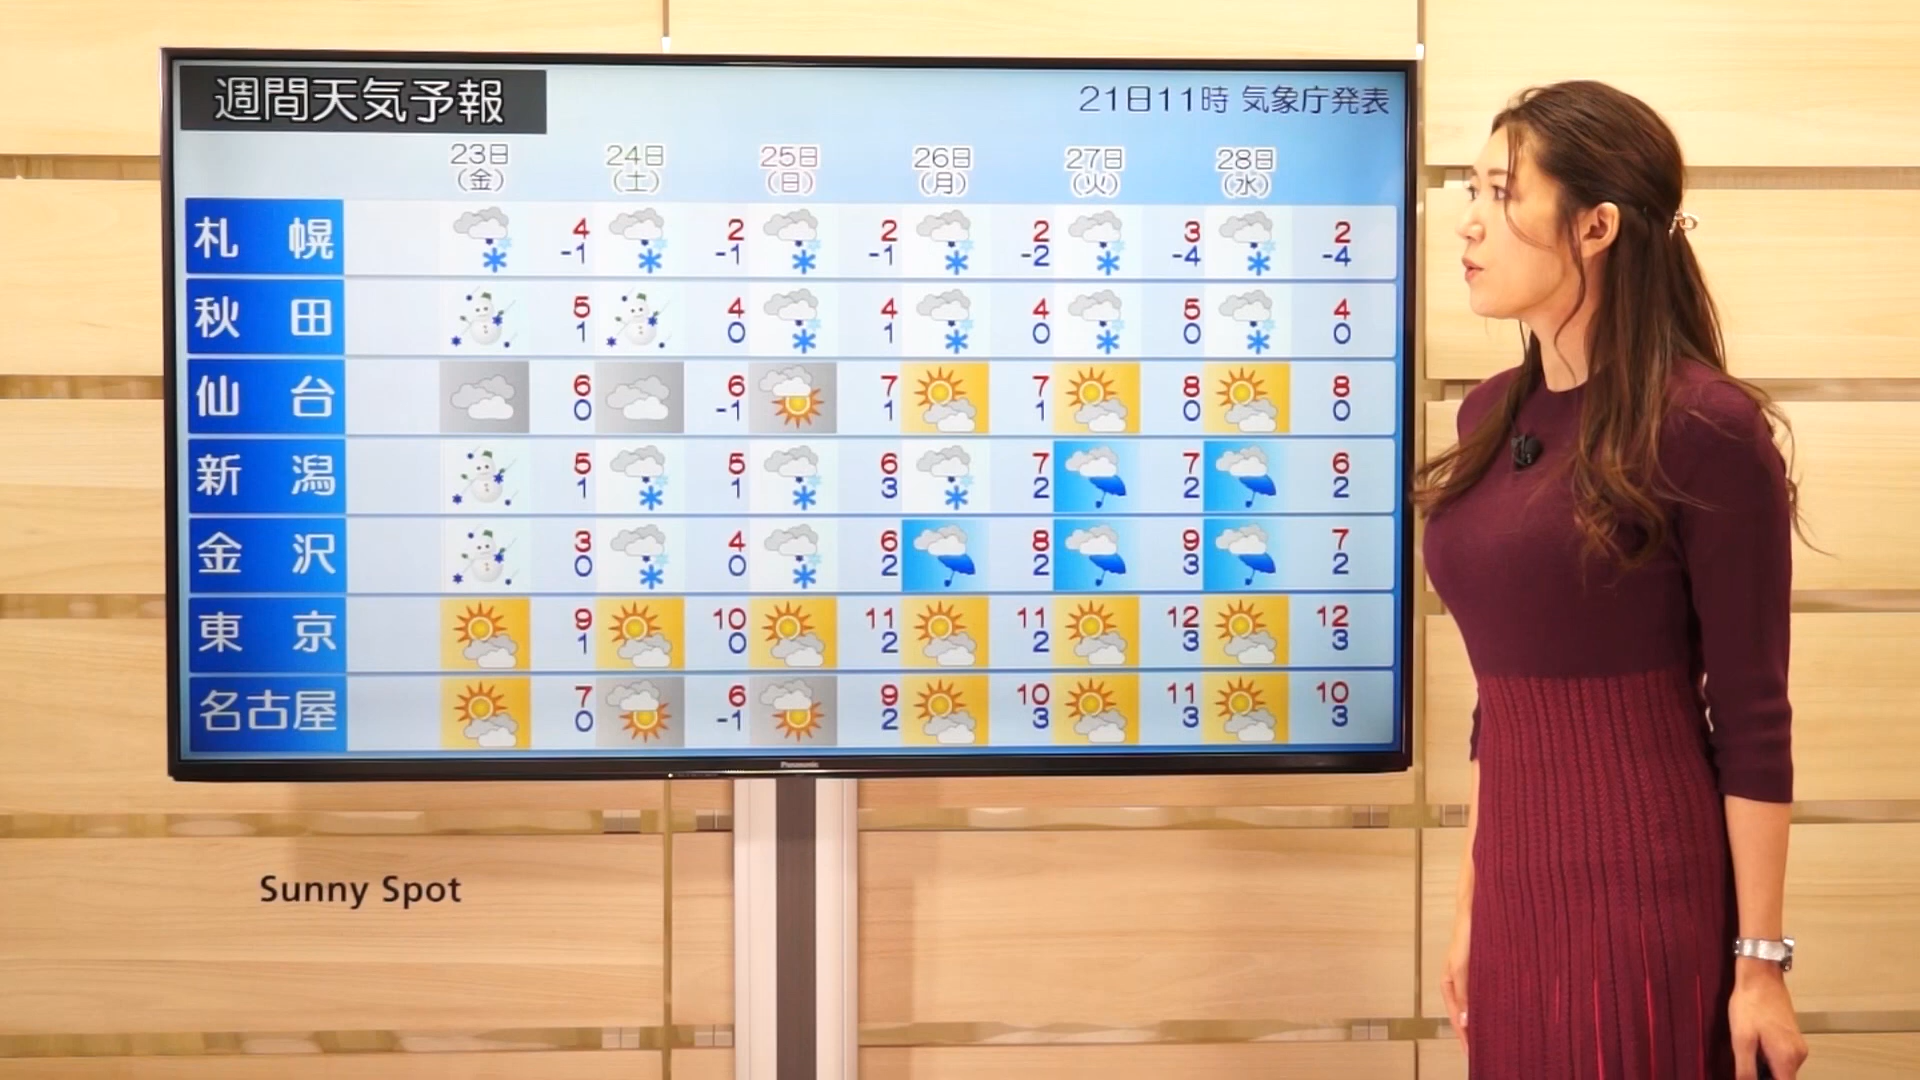 週間天気予報
21日11時 気象庁発表
23日 24日 25日 26日 27日 28日
(金) (土) (日) (月) (火) (水)
札幌 4 -1 2 -1 2 -1 2 -2 3 -4 2 -4
秋田 5 1 4 0 4 1 4 0 5 0 4 0
仙台 6 0 6 -1 7 1 7 1 8 0 8 0
新潟 5 1 5 1 6 3 7 2 7 2 6 2
金沢 3 0 4 0 6 2 8 2 9 3 7 2
東京 9 1 10 0 11 2 11 2 12 3 12 3
名古屋 7 0 6 -1 9 2 10 3 11 3 10 3
Panasonic
Sunny Spot